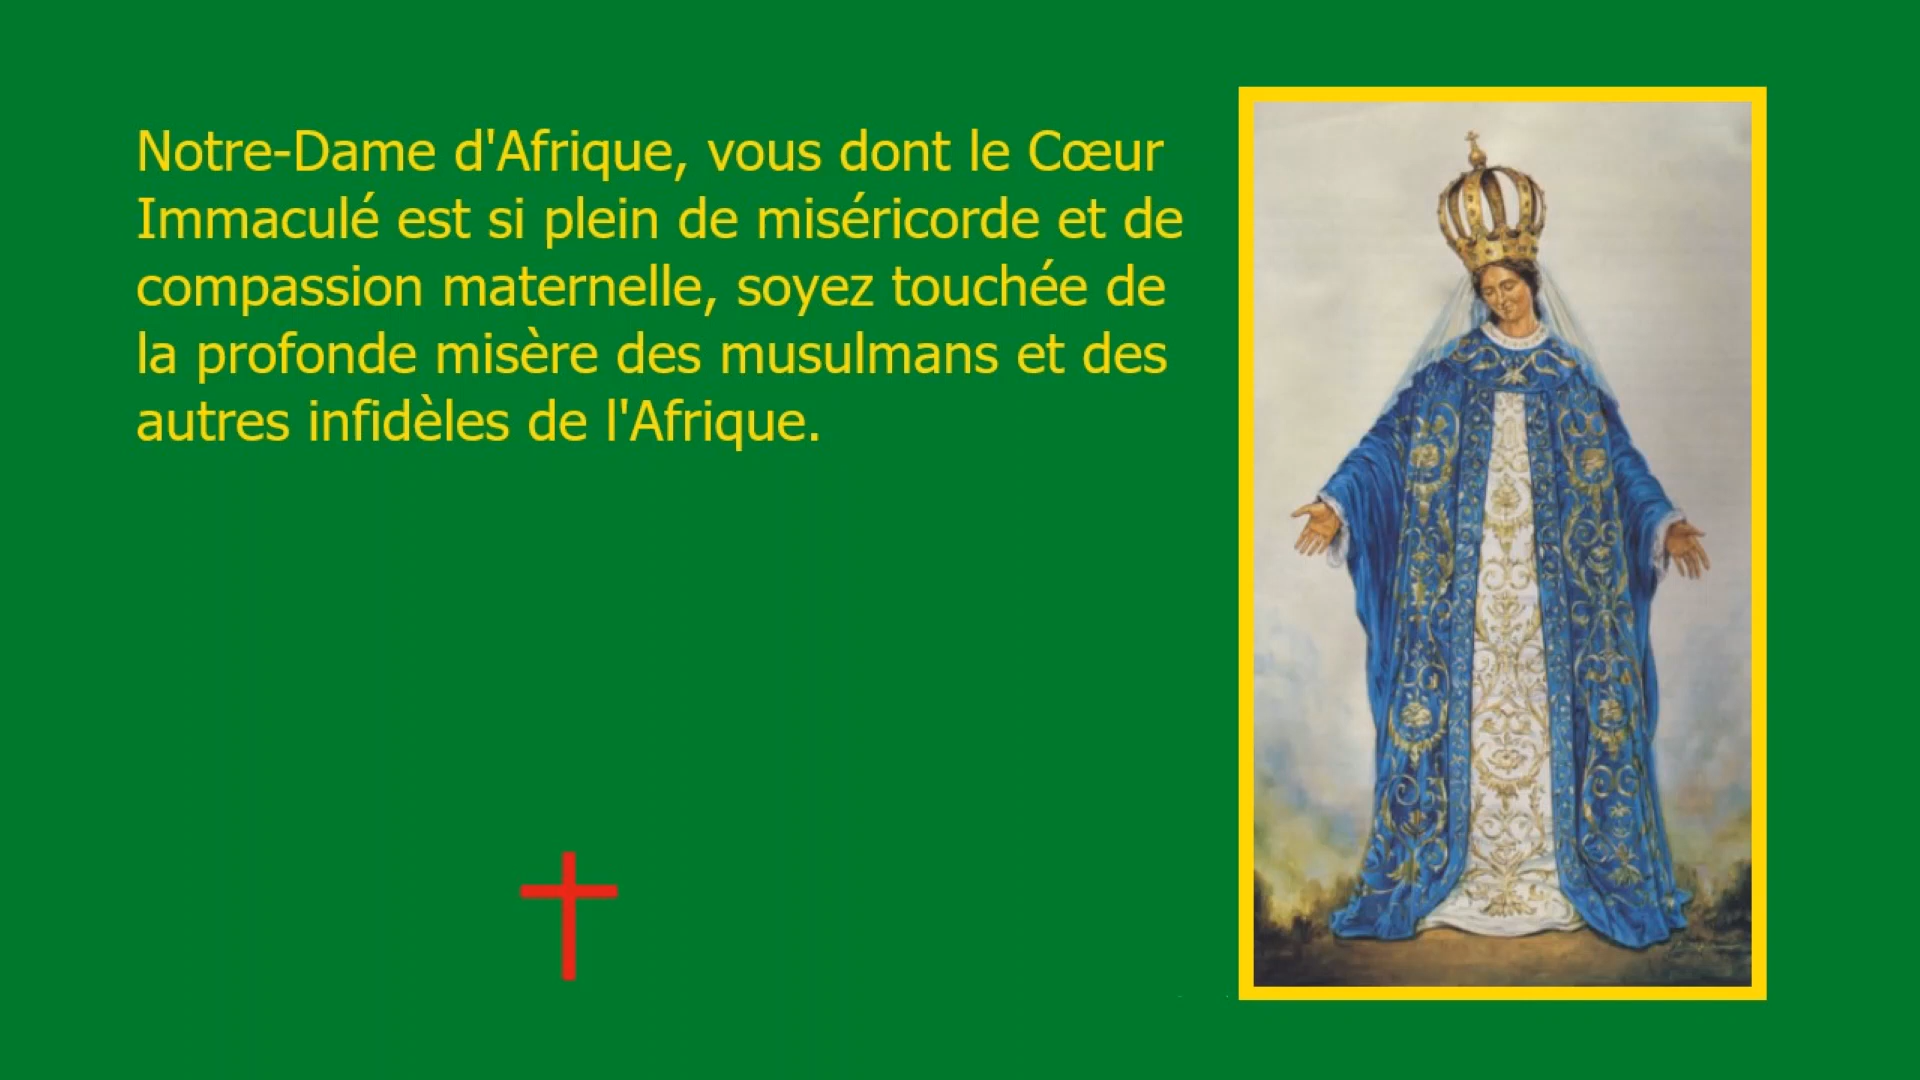 Notre-Dame d'Afrique, vous dont le Cœur
Immaculé est si plein de miséricorde et de
compassion maternelle, soyez touchée de
la profonde misère des musulmans et des
autres infidèles de l'Afrique.